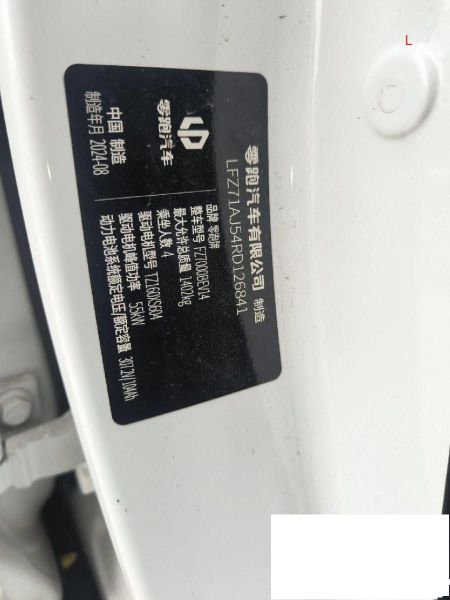 零跑汽车有限公司 制造
LFZ71AJ54RD126841
零跑汽车
中国 制造
制造年月 2024-08
品牌 零跑牌
整车型号 FZ7000BEV14
最大允许总质量 1402kg
乘坐人数 4
驱动电机型号 TZ160XS604
驱动电机峰值功率 55kW
动力电池系统额定电压/额定容量 307.2V/104Ah
L